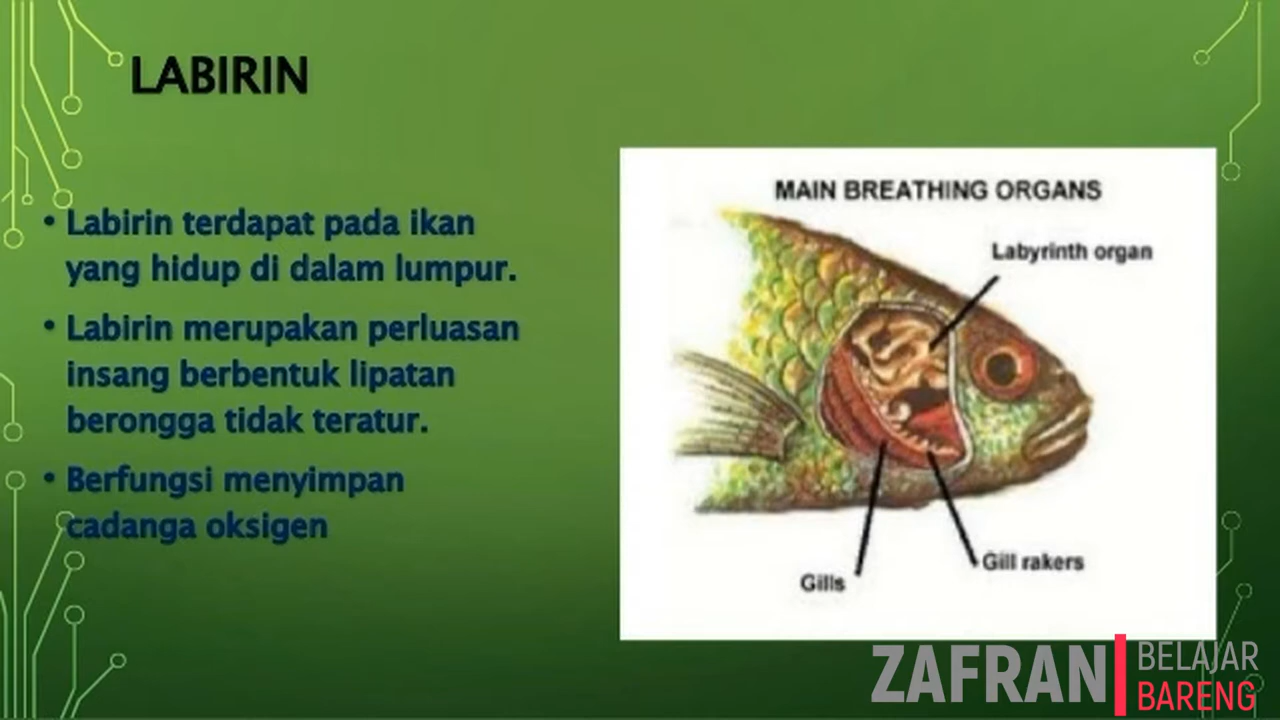 LABIRIN
• Labirin terdapat pada ikan
yang hidup di dalam lumpur.
• Labirin merupakan perluasan
insang berbentuk lipatan
berongga tidak teratur.
• Berfungsi menyimpan
cadanga oksigen
MAIN BREATHING ORGANS
Labyrinth organ
Gill rakers
Gills
ZAFRAN
BELAJAR
BARENG